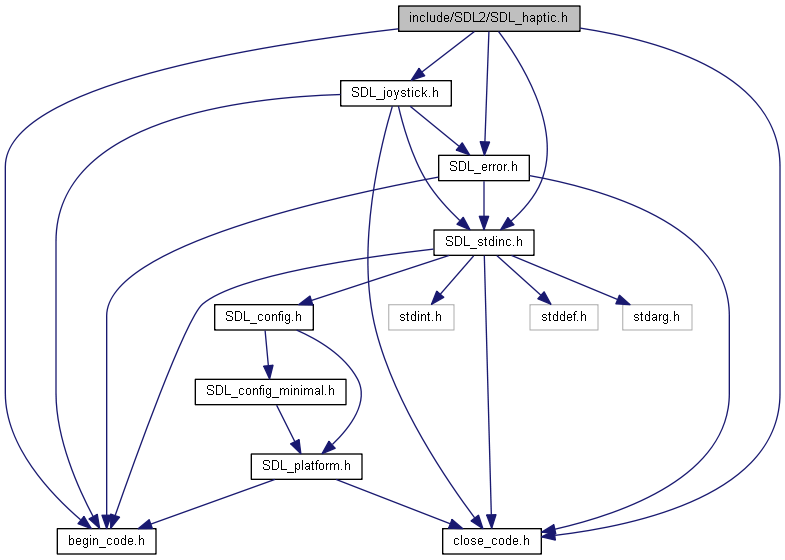 include/SDL2/SDL_haptic.h
SDL_joystick.h
SDL_error.h
SDL_stdinc.h
SDL_config.h
stdint.h
stddef.h
stdarg.h
SDL_config_minimal.h
SDL_platform.h
begin_code.h
close_code.h